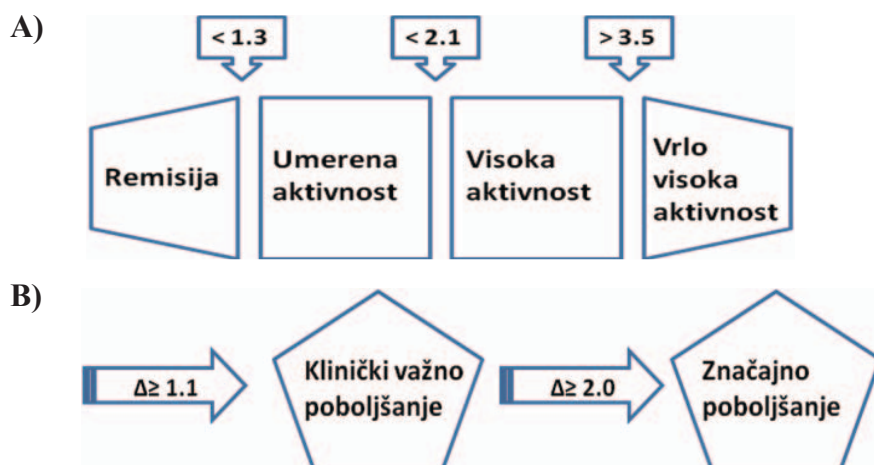 A)
< 1.3
< 2.1
> 3.5
Remisija
Umerena
aktivnost
Visoka
aktivnost
Vrlo
visoka
aktivnost
B)
Δ≥ 1.1
Klinički važno
poboljšanje
Δ≥ 2.0
Značajno
poboljšanje